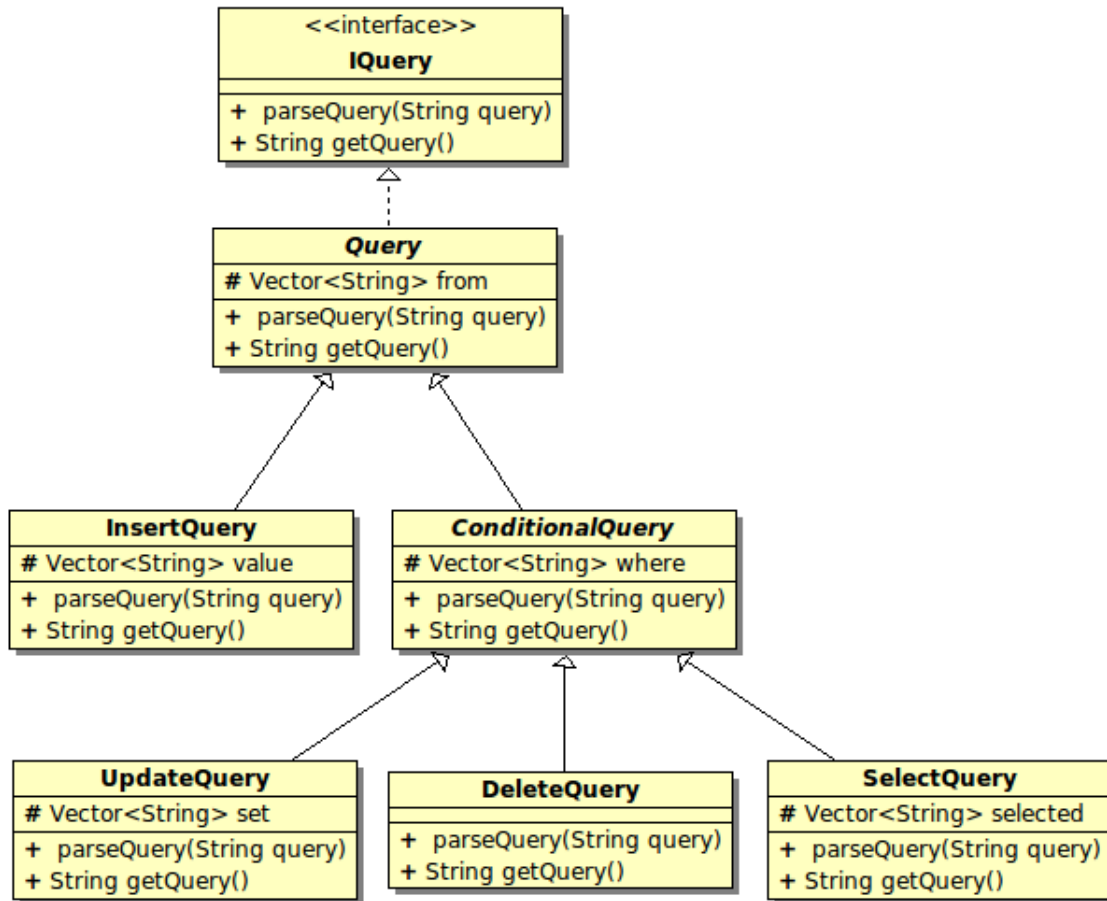 <<interface>>
IQuery
+ parseQuery(String query)
+ String getQuery()
Query
# Vector<String> from
+ parseQuery(String query)
+ String getQuery()
InsertQuery
# Vector<String> value
+ parseQuery(String query)
+ String getQuery()
ConditionalQuery
# Vector<String> where
+ parseQuery(String query)
+ String getQuery()
UpdateQuery
# Vector<String> set
+ parseQuery(String query)
+ String getQuery()
DeleteQuery
+ parseQuery(String query)
+ String getQuery()
SelectQuery
# Vector<String> selected
+ parseQuery(String query)
+ String getQuery()